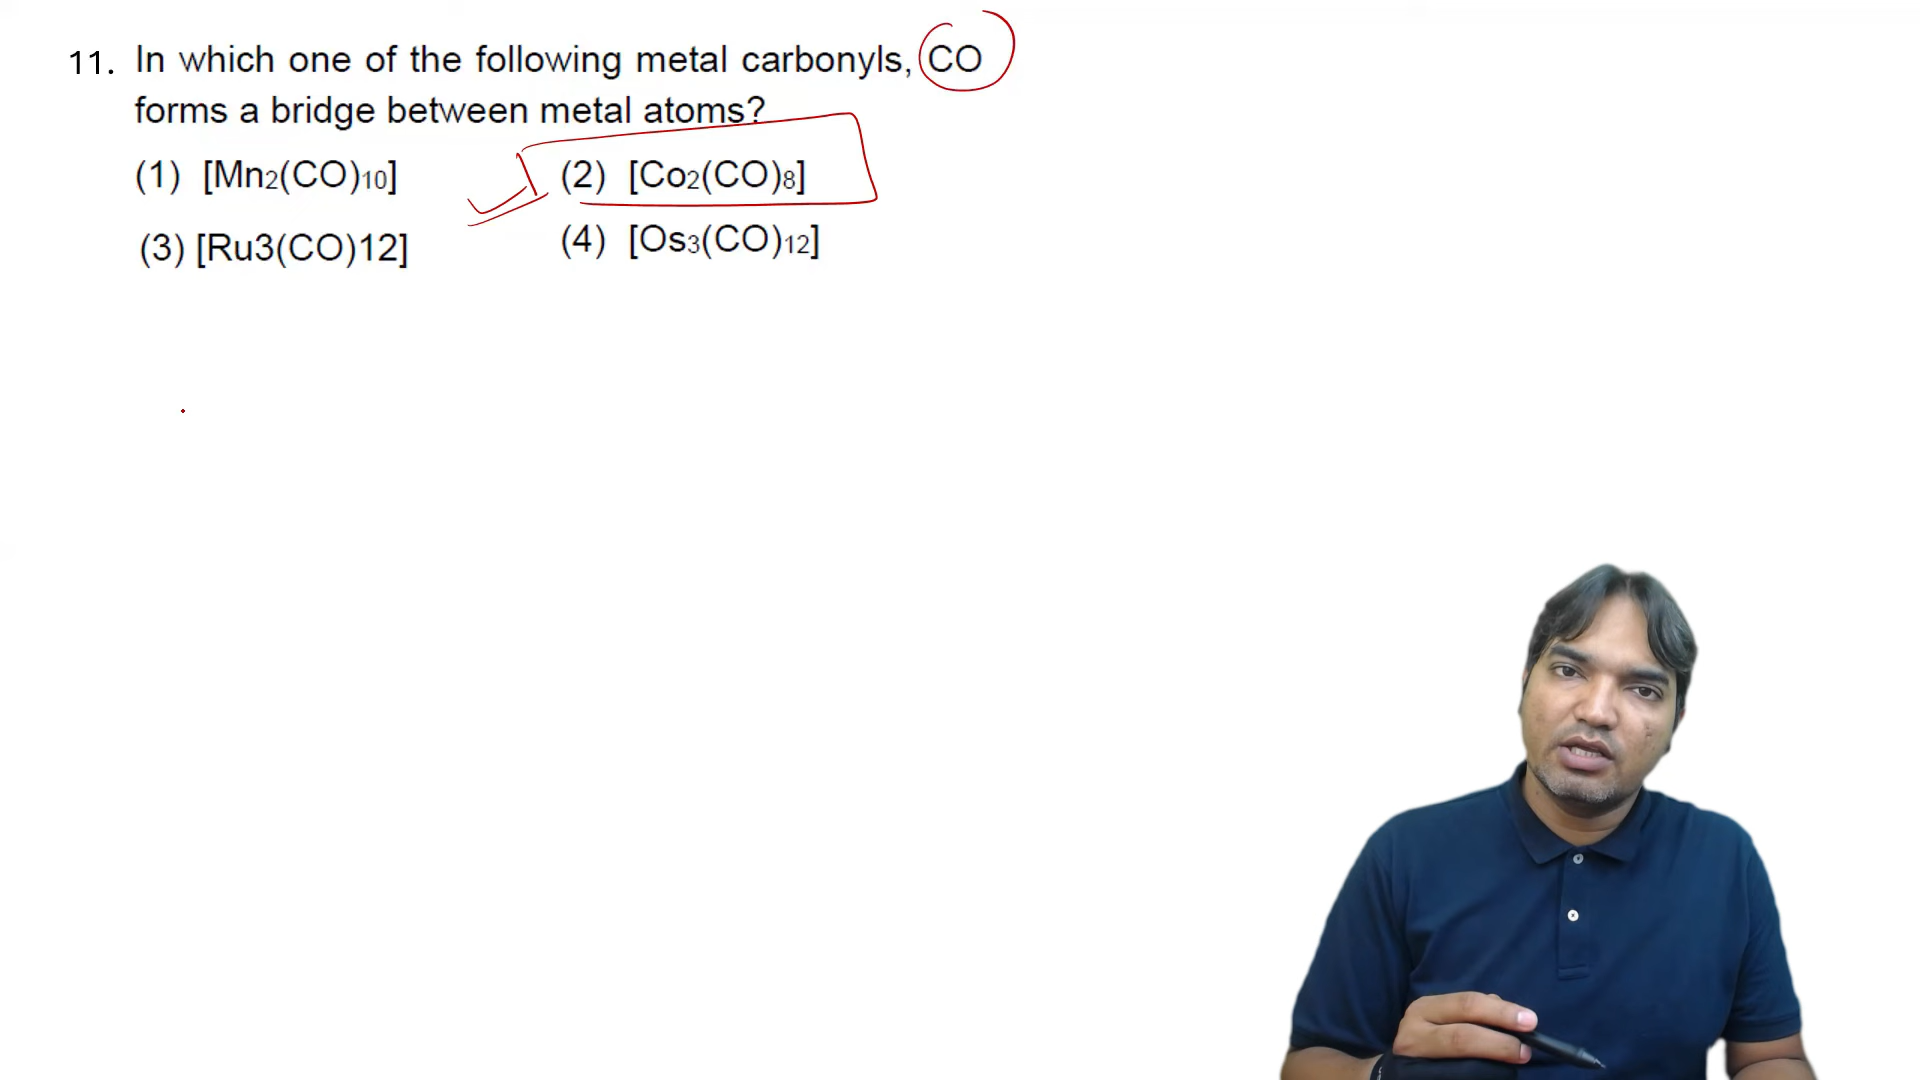 11. In which one of the following metal carbonyls, CO
forms a bridge between metal atoms?
(1) [Mn2(CO)10] (2) [Co2(CO)8]
(3) [Ru3(CO)12] (4) [Os3(CO)12]